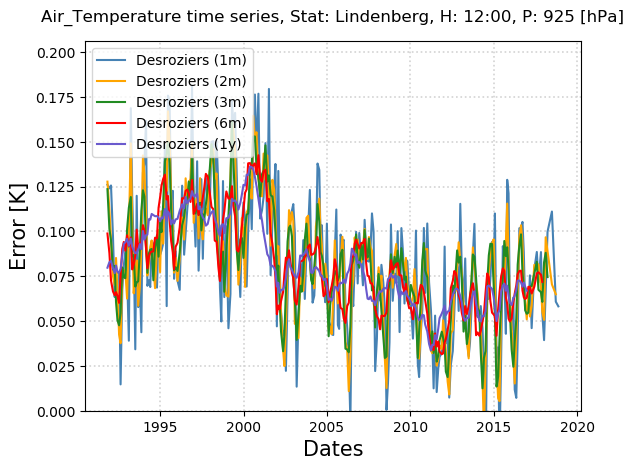 Air_Temperature time series, Stat: Lindenberg, H: 12:00, P: 925 [hPa]
Desroziers (1m)
Desroziers (2m)
Desroziers (3m)
Desroziers (6m)
Desroziers (1y)
Error [K]
0.200
0.175
0.150
0.125
0.100
0.075
0.050
0.025
0.000
1995 2000 2005 2010 2015 2020
Dates